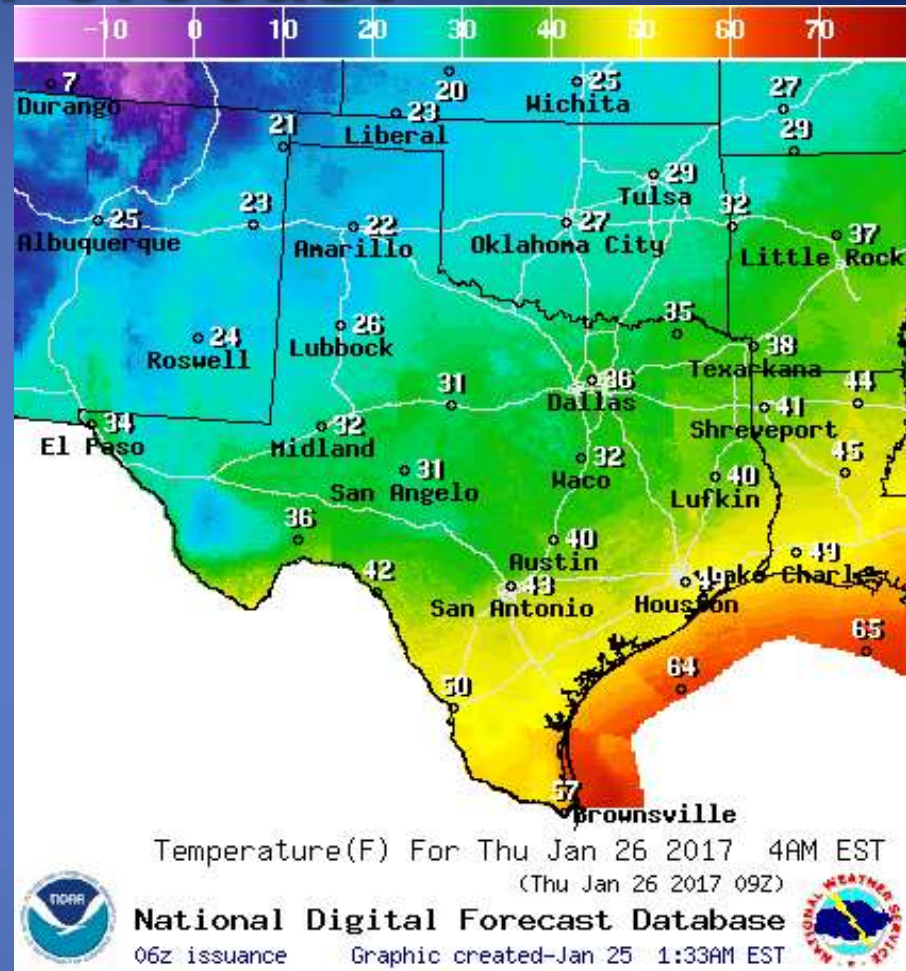 -10 0 10 20 30 40 50 60 70
7
Durango
20
25
Wichita
27
23
Liberal
21
29
29
Tulsa
25
Albuquerque
23
22
Amarillo
27
Oklahoma City
32
37
Little Rock
24
Roswell
26
Lubbock
35
38
Texarkana
31
36
Dallas
44
41
Shreveport
34
El Paso
32
Midland
31
San Angelo
32
Waco
40
Lufkin
45
36
40
Austin
42
43
San Antonio
49
Houston
49
Lake Charles
50
64
65
57
Brownsville
Temperature(F) For Thu Jan 26 2017 4AM EST
(Thu Jan 26 2017 09Z)
National Digital Forecast Database
06z issuance Graphic created-Jan 25 1:33AM EST
NOAA
NATIONAL WEATHER SERVICE